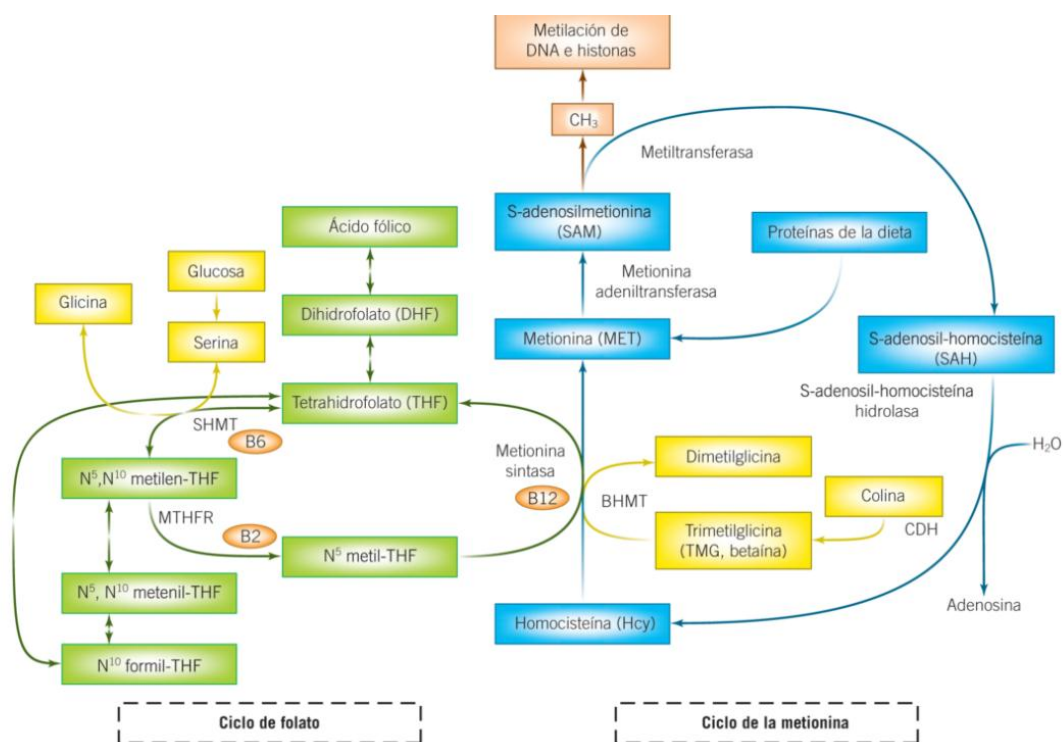 Metilación de
DNA e histonas
CH₃
Metiltransferasa
S-adenosilmetionina
(SAM)
Proteínas de la dieta
Ácido fólico
Metionina
adeniltransferasa
Glucosa
Glicina
Dihidrofolato (DHF)
Serina
Metionina (MET)
S-adenosil-homocisteína
(SAH)
Tetrahidrofolato (THF)
S-adenosil-homocisteína
hidrolasa
SHMT
B6
Metionina
sintasa
B12
H₂O
Dimetilglicina
N⁵,N¹⁰ metilen-THF
BHMT
Colina
CDH
MTHFR
B2
N⁵ metil-THF
Trimetilglicina
(TMG, betaína)
N⁵, N¹⁰ metenil-THF
Adenosina
Homocisteína (Hcy)
N¹⁰ formil-THF
Ciclo de folato
Ciclo de la metionina